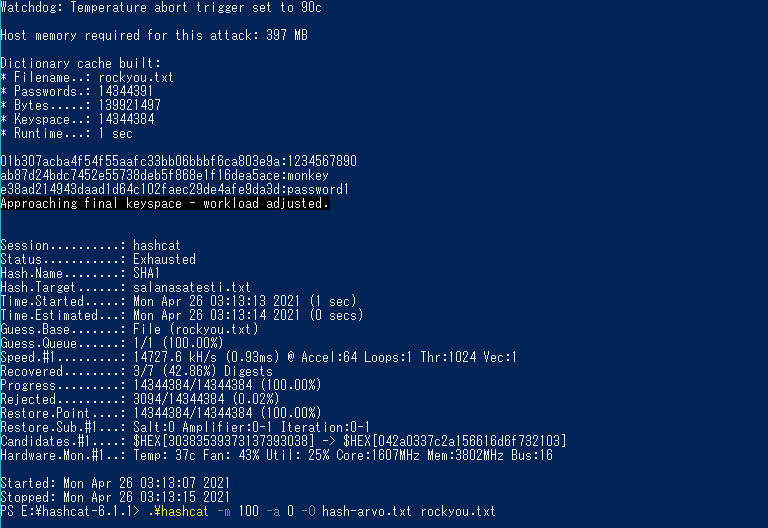 Watchdog: Temperature abort trigger set to 90c
Host memory required for this attack: 397 MB
Dictionary cache built:
* Filename..: rockyou.txt
* Passwords.: 14344391
* Bytes.....: 139921497
* Keyspace..: 14344384
* Runtime...: 1 sec
01b307acba4f54f55aafc33bb06bbbf6ca803e9a:1234567890
ab87d24bdc7452e55738deb5f868e1f16dea5ace:monkey
e38ad214943daad1d64c102faec29de4afe9da3d:password1
Approaching final keyspace - workload adjusted.
Session..........: hashcat
Status...........: Exhausted
Hash.Name........: SHA1
Hash.Target......: salanasatesti.txt
Time.Started.....: Mon Apr 26 03:13:13 2021 (1 sec)
Time.Estimated...: Mon Apr 26 03:13:14 2021 (0 secs)
Guess.Base.......: File (rockyou.txt)
Guess.Queue......: 1/1 (100.00%)
Speed.#1.........: 14727.6 kH/s (0.93ms) @ Accel:64 Loops:1 Thr:1024 Vec:1
Recovered........: 3/7 (42.86%) Digests
Progress.........: 14344384/14344384 (100.00%)
Rejected.........: 3094/14344384 (0.02%)
Restore.Point....: 14344384/14344384 (100.00%)
Restore.Sub.#1...: Salt:0 Amplifier:0-1 Iteration:0-1
Candidates.#1....: $HEX[30383539373137393038] -> $HEX[042a0337c2a156616d6f732103]
Hardware.Mon.#1..: Temp: 37c Fan: 43% Util: 25% Core:1607MHz Mem:3802MHz Bus:16
Started: Mon Apr 26 03:13:07 2021
Stopped: Mon Apr 26 03:13:15 2021
PS E:¥hashcat-6.1.1> .¥hashcat -m 100 -a 0 -O hash-arvo.txt rockyou.txt